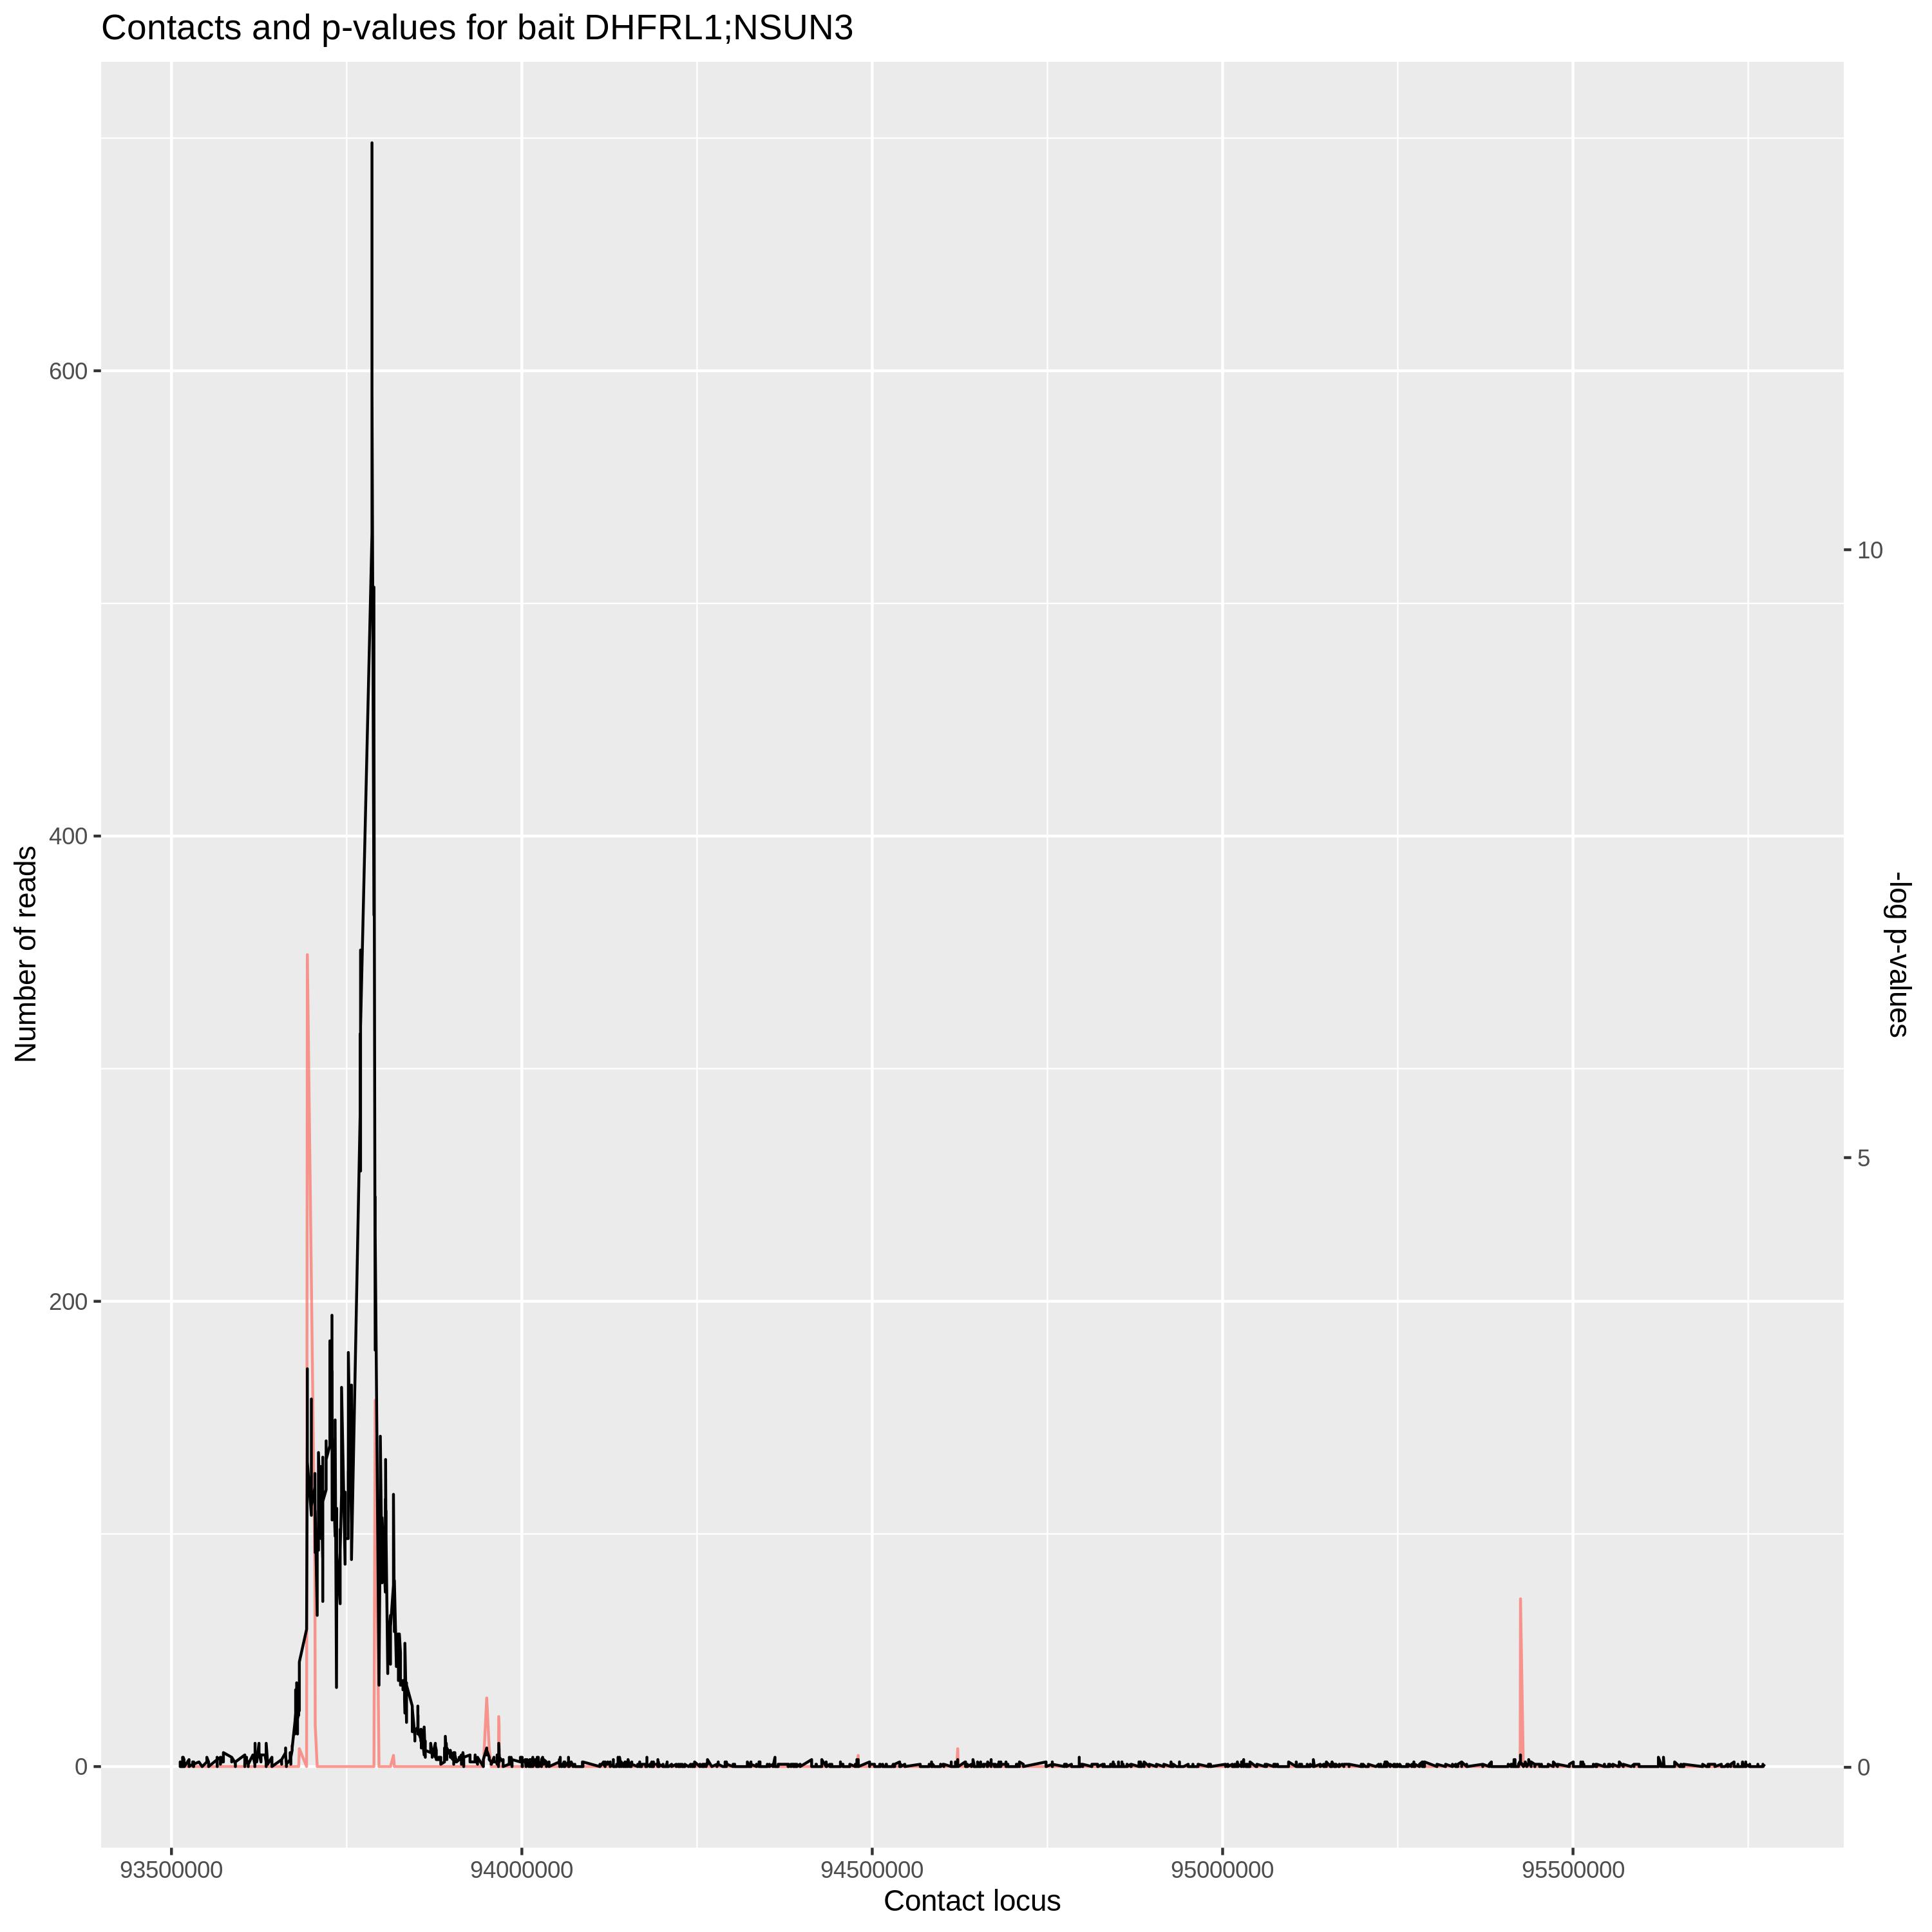 Contacts and p-values for bait DHFRL1;NSUN3
600
400
200
0
Number of reads
10
5
0
-log p-values
93500000 94000000 94500000 95000000 95500000
Contact locus